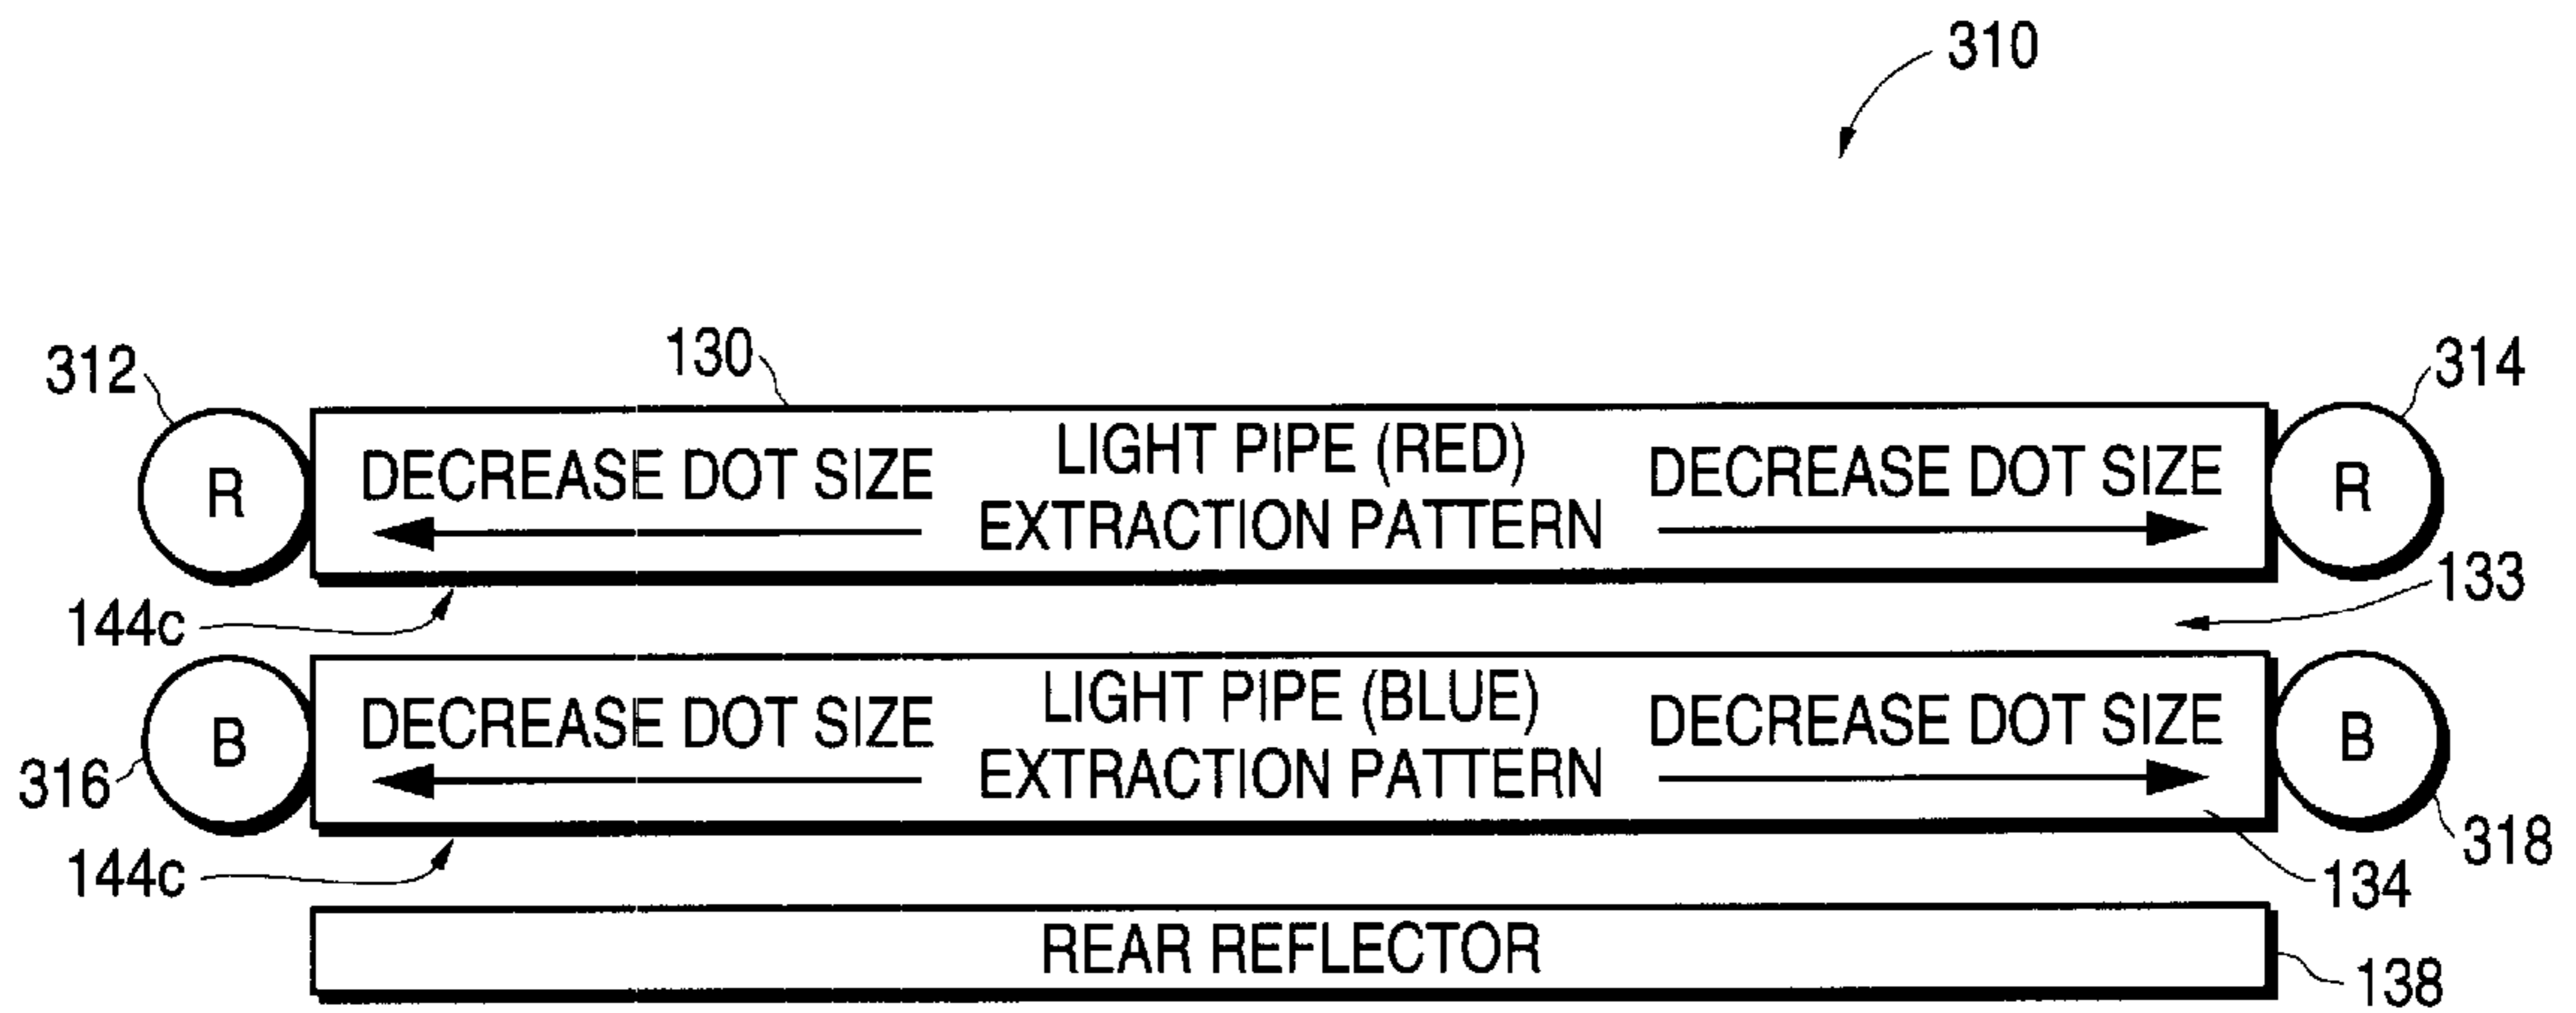 310
130
312
314
LIGHT PIPE (RED)
DECREASE DOT SIZE
DECREASE DOT SIZE
R
R
EXTRACTION PATTERN
133
144c
LIGHT PIPE (BLUE)
DECREASE DOT SIZE
DECREASE DOT SIZE
B
B
EXTRACTION PATTERN
316
318
144c
134
REAR REFLECTOR
138